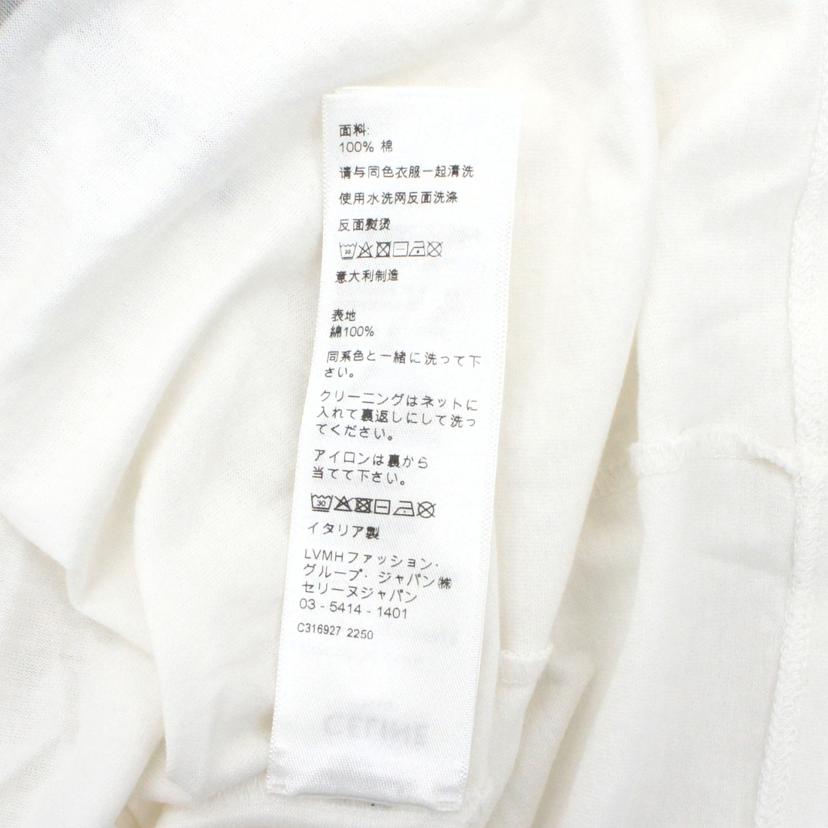 面料:
100% 棉
请与同色衣服一起清洗
使用水洗网反面洗涤
反面熨烫
30
意大利制造
表地
綿100%
同系色と一緒に洗って下
さい。
クリーニングはネットに
入れて裏返しにして洗っ
てください。
アイロンは裏から
当てて下さい。
30
イタリア製
LVMHファッション・
グループ・ジャパン㈱
セリーヌジャパン
03 - 5414 - 1401
C316927 2250
CELINE